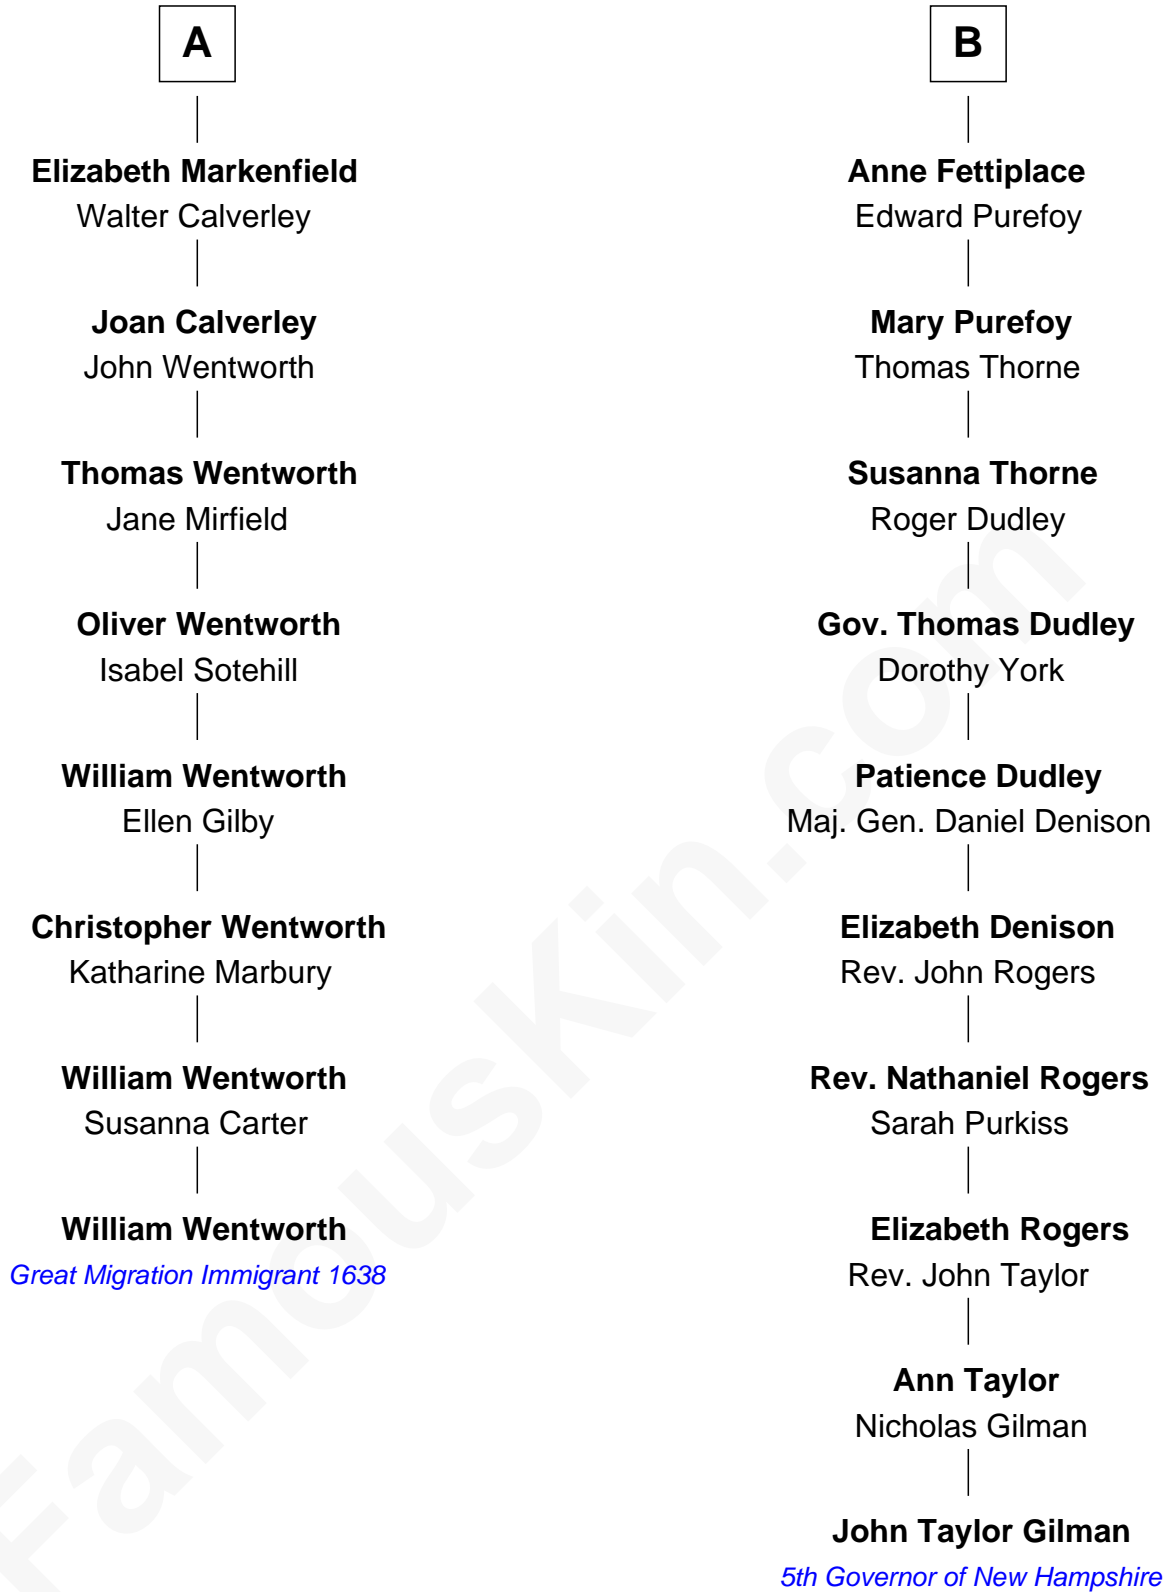 A
Elizabeth Markenfield
Walter Calverley
Joan Calverley
John Wentworth
Thomas Wentworth
Jane Mirfield
Oliver Wentworth
Isabel Sotehill
William Wentworth
Ellen Gilby
Christopher Wentworth
Katharine Marbury
William Wentworth
Susanna Carter
William Wentworth
Great Migration Immigrant 1638
B
Anne Fettiplace
Edward Purefoy
Mary Purefoy
Thomas Thorne
Susanna Thorne
Roger Dudley
Gov. Thomas Dudley
Dorothy York
Patience Dudley
Maj. Gen. Daniel Denison
Elizabeth Denison
Rev. John Rogers
Rev. Nathaniel Rogers
Sarah Purkiss
Elizabeth Rogers
Rev. John Taylor
Ann Taylor
Nicholas Gilman
John Taylor Gilman
5th Governor of New Hampshire
FamousKin.com